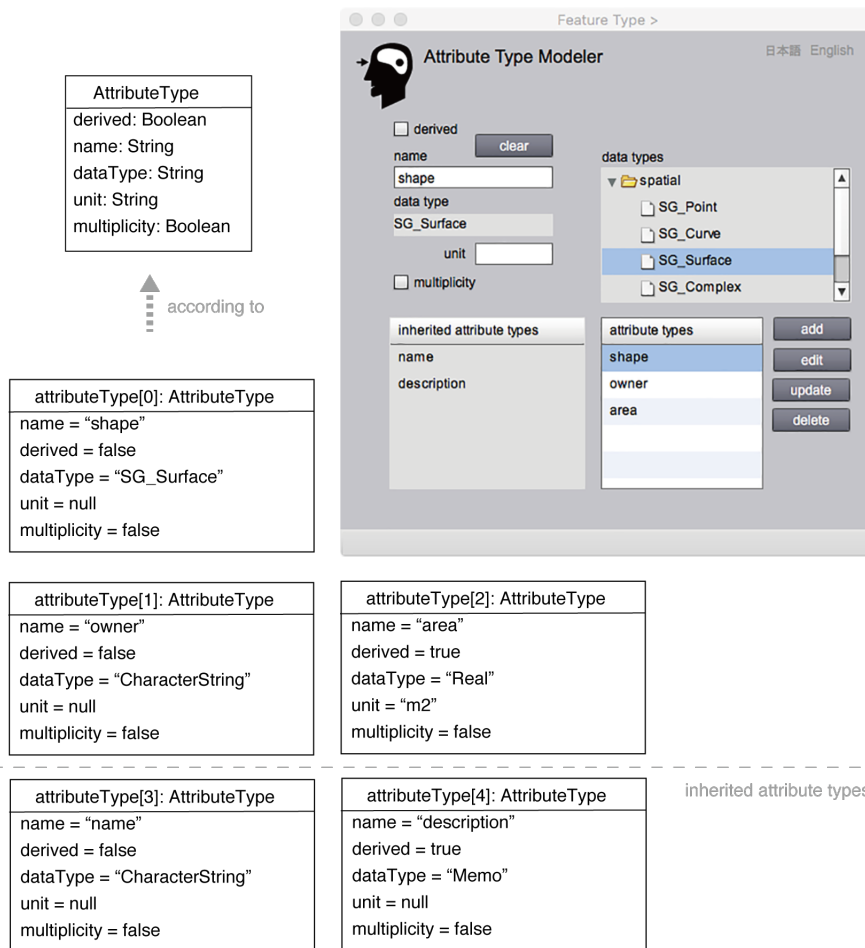 Feature Type >
Attribute Type Modeler
日本語 English
derived
clear
name
shape
data type
SG_Surface
unit
multiplicity
data types
spatial
SG_Point
SG_Curve
SG_Surface
SG_Complex
inherited attribute types
name
description
attribute types
shape
owner
area
add
edit
update
delete
AttributeType
derived: Boolean
name: String
dataType: String
unit: String
multiplicity: Boolean
according to
attributeType[0]: AttributeType
name = “shape”
derived = false
dataType = “SG_Surface”
unit = null
multiplicity = false
attributeType[1]: AttributeType
name = “owner”
derived = false
dataType = “CharacterString”
unit = null
multiplicity = false
attributeType[2]: AttributeType
name = “area”
derived = true
dataType = “Real”
unit = “m2”
multiplicity = false
inherited attribute types
attributeType[3]: AttributeType
name = “name”
derived = false
dataType = “CharacterString”
unit = null
multiplicity = false
attributeType[4]: AttributeType
name = “description”
derived = true
dataType = “Memo”
unit = null
multiplicity = false